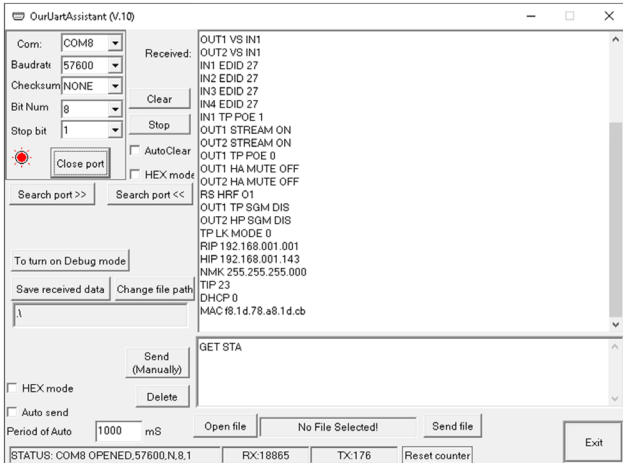 OurUartAssistant (V.10)
Com: COM8
Baudrate 57600
Checksum NONE
Bit Num 8
Stop bit 1
Close port
Received:
Clear
Stop
AutoClear
HEX mode
Search port >>
Search port <<
To turn on Debug mode
Save received data
Change file path
.\
OUT1 VS IN1
OUT2 VS IN1
IN1 EDID 27
IN2 EDID 27
IN3 EDID 27
IN4 EDID 27
IN1 TP POE 1
OUT1 STREAM ON
OUT2 STREAM ON
OUT1 TP POE 0
OUT1 HA MUTE OFF
OUT2 HA MUTE OFF
RS HRF O1
OUT1 TP SGM DIS
OUT2 HP SGM DIS
TP LK MODE 0
RIP 192.168.001.001
HIP 192.168.001.143
NMK 255.255.255.000
TIP 23
DHCP 0
MAC f8.1d.78.a8.1d.cb
Send
(Manually)
Delete
GET STA
HEX mode
Auto send
Period of Auto 1000 mS
Open file
No File Selected!
Send file
Exit
STATUS: COM8 OPENED,57600,N,8,1
RX:18865
TX:176
Reset counter